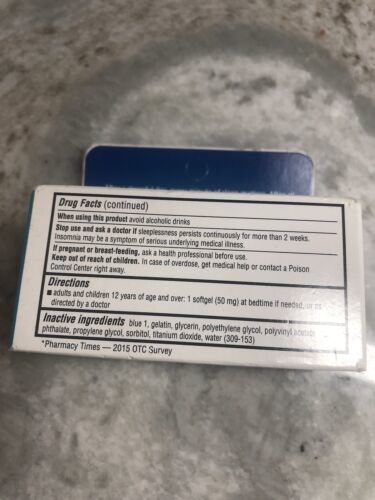 Drug Facts (continued)
When using this product avoid alcoholic drinks
Stop use and ask a doctor if sleeplessness persists continuously for more than 2 weeks.
Insomnia may be a symptom of serious underlying medical illness.
If pregnant or breast-feeding, ask a health professional before use.
Keep out of reach of children. In case of overdose, get medical help or contact a Poison
Control Center right away.
Directions
■ adults and children 12 years of age and over: 1 softgel (50 mg) at bedtime if needed, or as
directed by a doctor
Inactive ingredients blue 1, gelatin, glycerin, polyethylene glycol, polyvinyl acetate
phthalate, propylene glycol, sorbitol, titanium dioxide, water (309-153)
*Pharmacy Times — 2015 OTC Survey